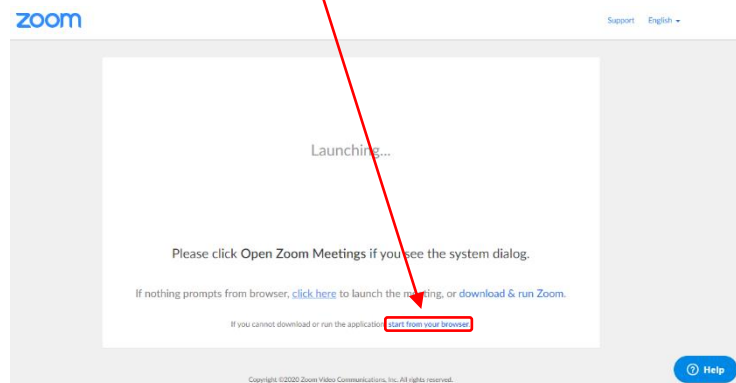 zoom
Support English
Launching...
Please click Open Zoom Meetings if you see the system dialog.
If nothing prompts from browser, click here to launch the meeting, or download & run Zoom.
If you cannot download or run the application, start from your browser.
Copyright ©2020 Zoom Video Communications, Inc. All rights reserved.
Help